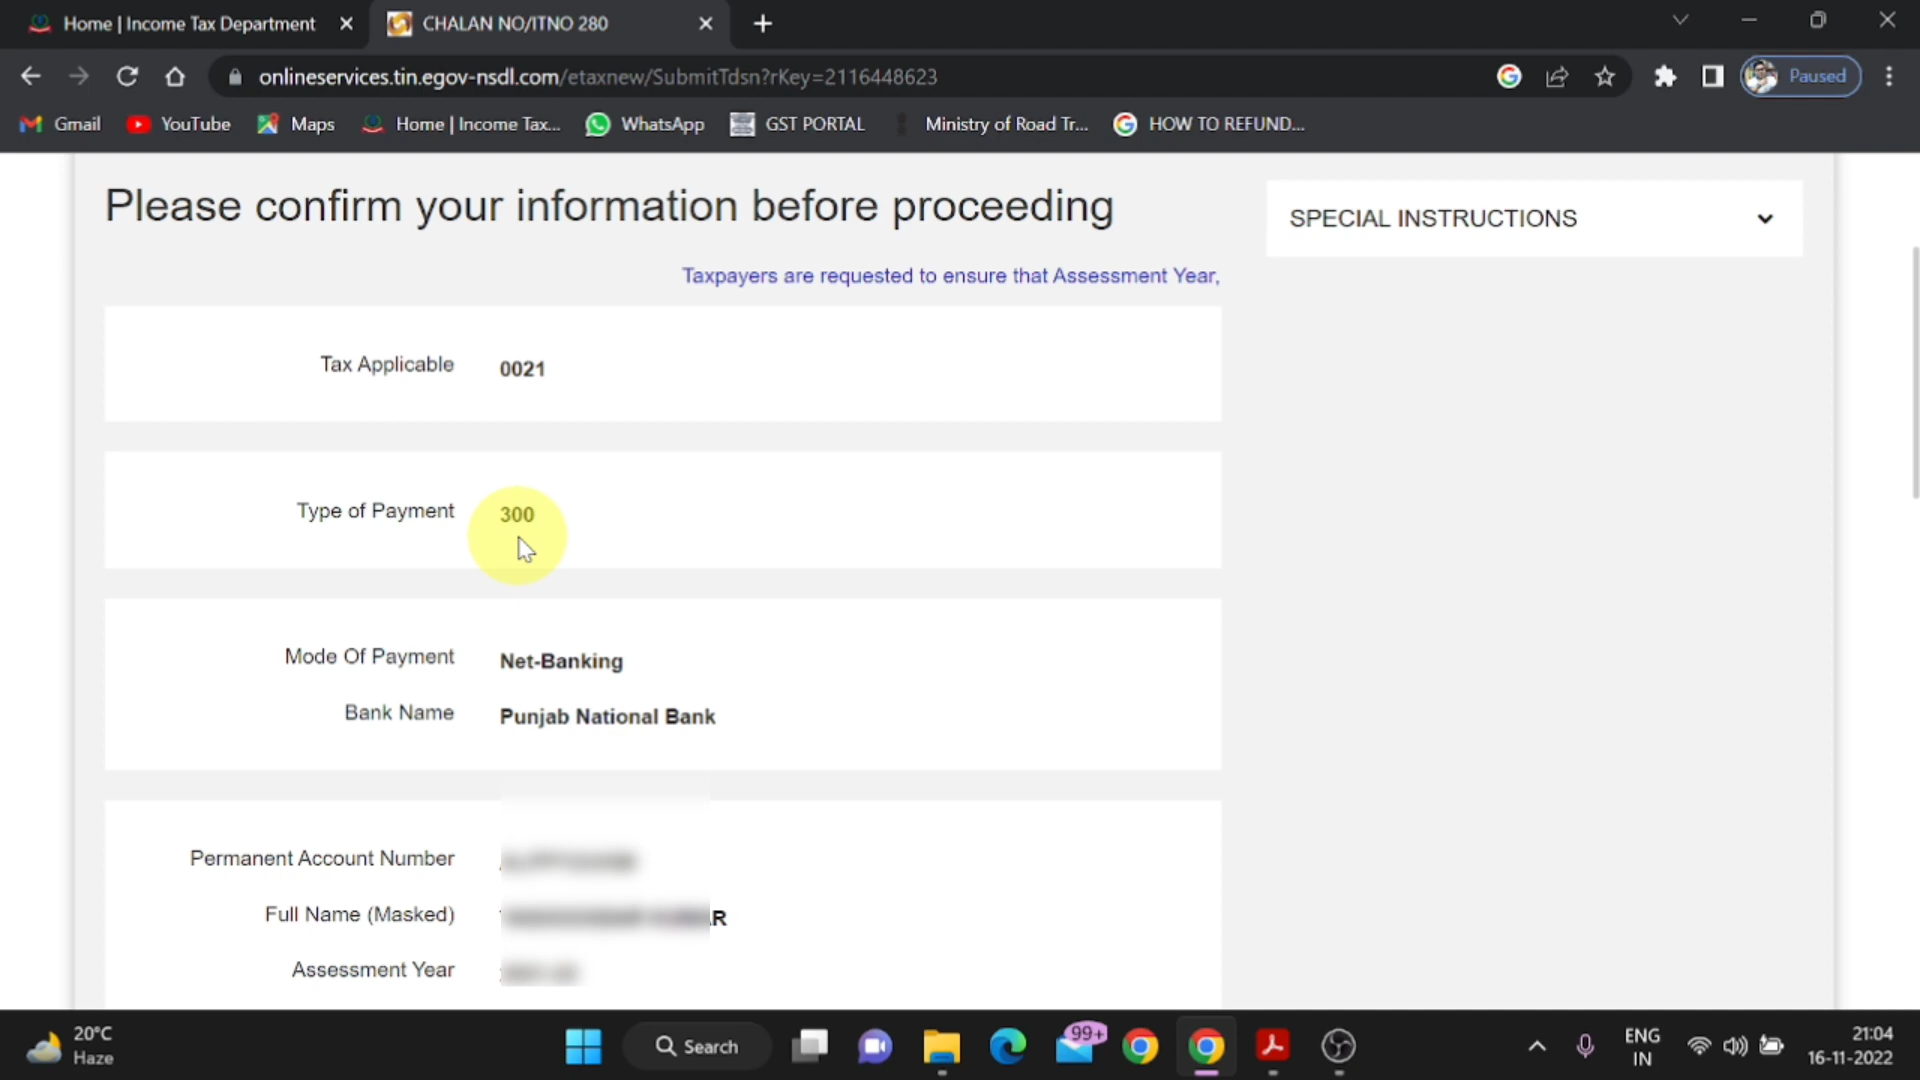 Home | Income Tax Department
CHALAN NO/ITNO 280
onlineservices.tin.egov-nsdl.com/etaxnew/SubmitTdsn?rKey=2116448623
Paused
Gmail
YouTube
Maps
Home | Income Tax...
WhatsApp
GST PORTAL
Ministry of Road Tr...
HOW TO REFUND...
Please confirm your information before proceeding
SPECIAL INSTRUCTIONS
Taxpayers are requested to ensure that Assessment Year,
Tax Applicable 0021
Type of Payment 300
Mode Of Payment Net-Banking
Bank Name Punjab National Bank
Permanent Account Number
Full Name (Masked)
Assessment Year
20°C
Haze
Search
99+
ENG
IN
21:04
16-11-2022